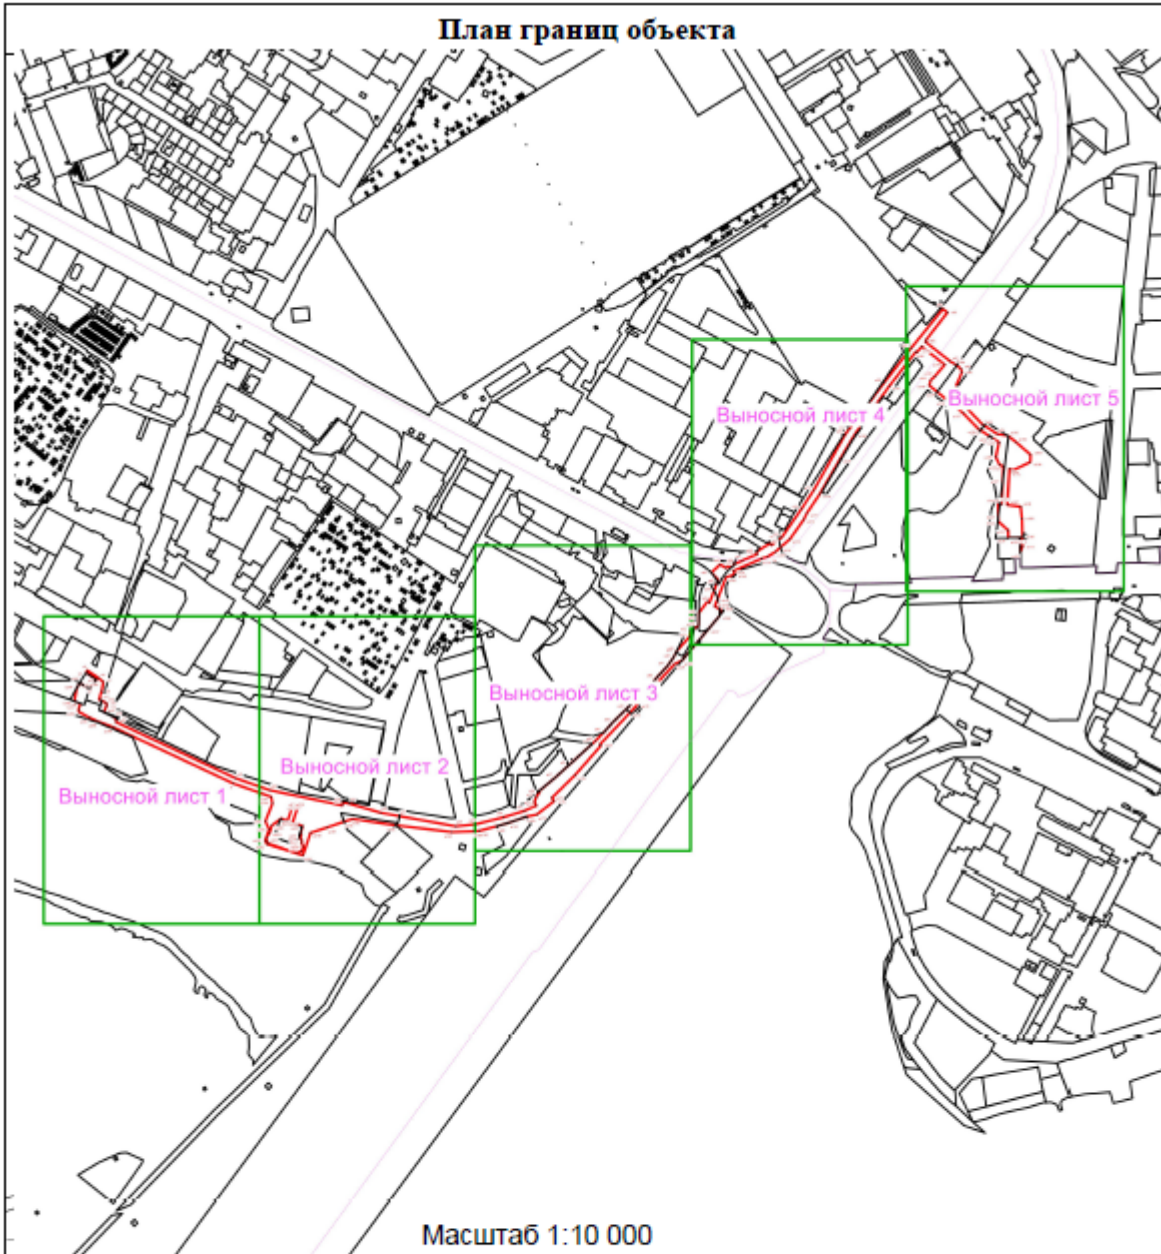 План границ объекта
Выносной лист 5
Выносной лист 4
Выносной лист 3
Выносной лист 2
Выносной лист 1
Масштаб 1:10 000